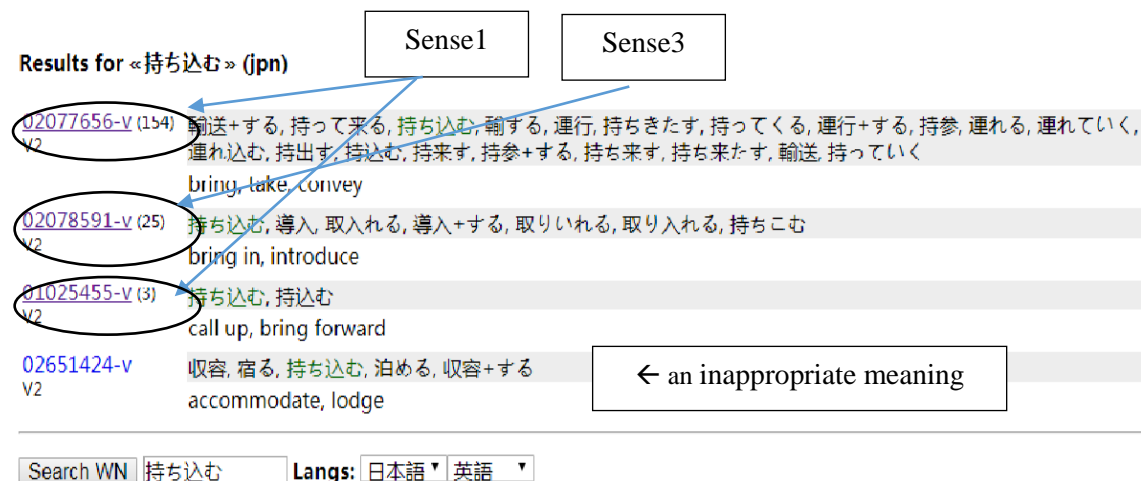 Sense1
Sense3
Results for «持ち込む» (jpn)
02077656-v (154) 輸送+する, 持って来る, 持ち込む, 輸する, 運行, 持ちきたす, 持ってくる, 運行+する, 持参, 連れる, 連れていく,
V2 連れ込む, 持出す, 持込む, 持来す, 持参+する, 持ち来す, 持ち来たす, 輸送, 持っていく
bring, take, convey
02078591-v (25) 持ち込む, 導入, 取入れる, 導入+する, 取りいれる, 取り入れる, 持ちこむ
V2
bring in, introduce
01025455-v (3) 持ち込む, 持込む
V2
call up, bring forward
02651424-v 収容, 宿る, 持ち込む, 泊める, 収容+する
V2
accommodate, lodge
← an inappropriate meaning
Search WN 持ち込む Langs: 日本語 英語